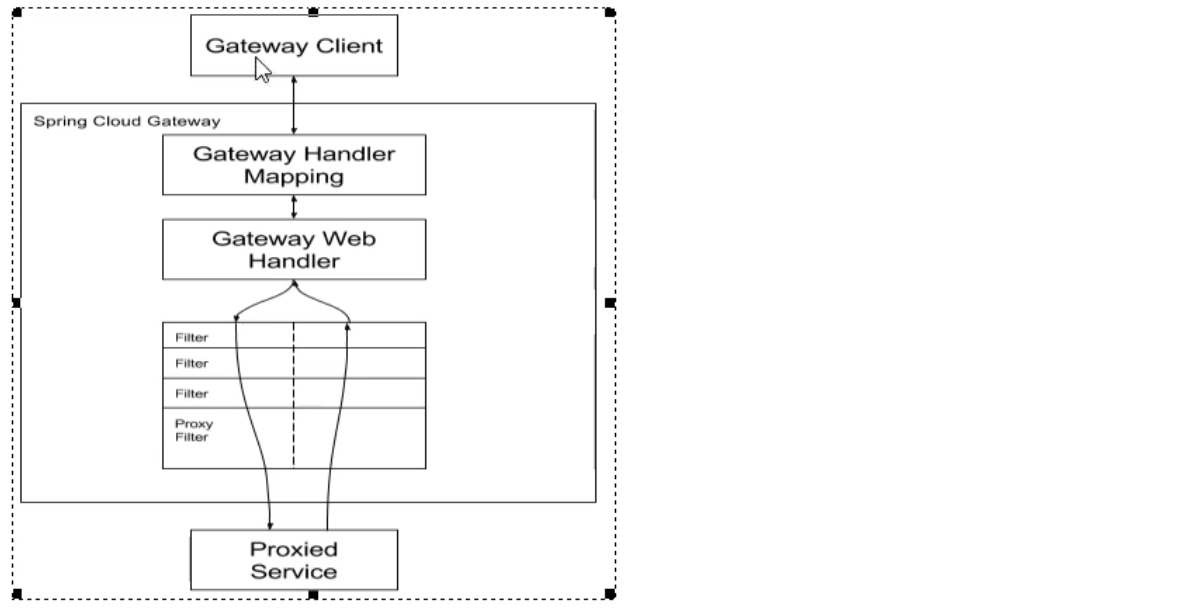 Gateway Client
Spring Cloud Gateway
Gateway Handler
Mapping
Gateway Web
Handler
Filter
Filter
Filter
Proxy
Filter
Proxied
Service